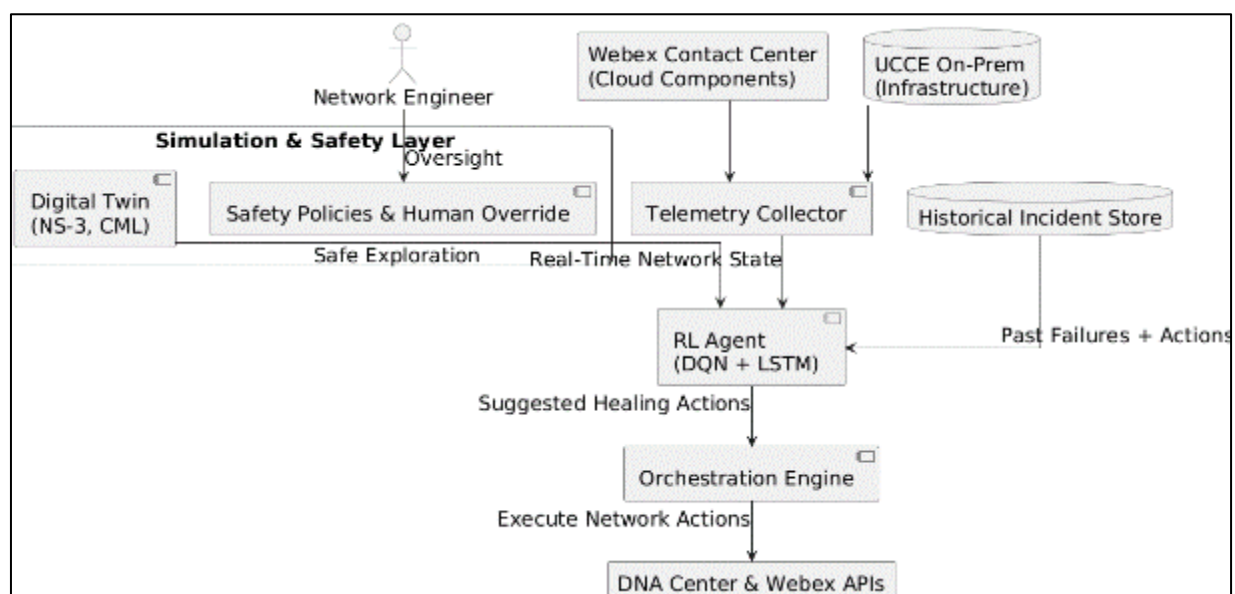 Webex Contact Center
(Cloud Components)
UCCE On-Prem
(Infrastructure)
Network Engineer
Simulation & Safety Layer
Oversight
Digital Twin
(NS-3, CML)
Safety Policies & Human Override
Telemetry Collector
Historical Incident Store
Safe Exploration
Real-Time Network State
RL Agent
(DQN + LSTM)
Past Failures + Actions
Suggested Healing Actions
Orchestration Engine
Execute Network Actions
DNA Center & Webex APIs